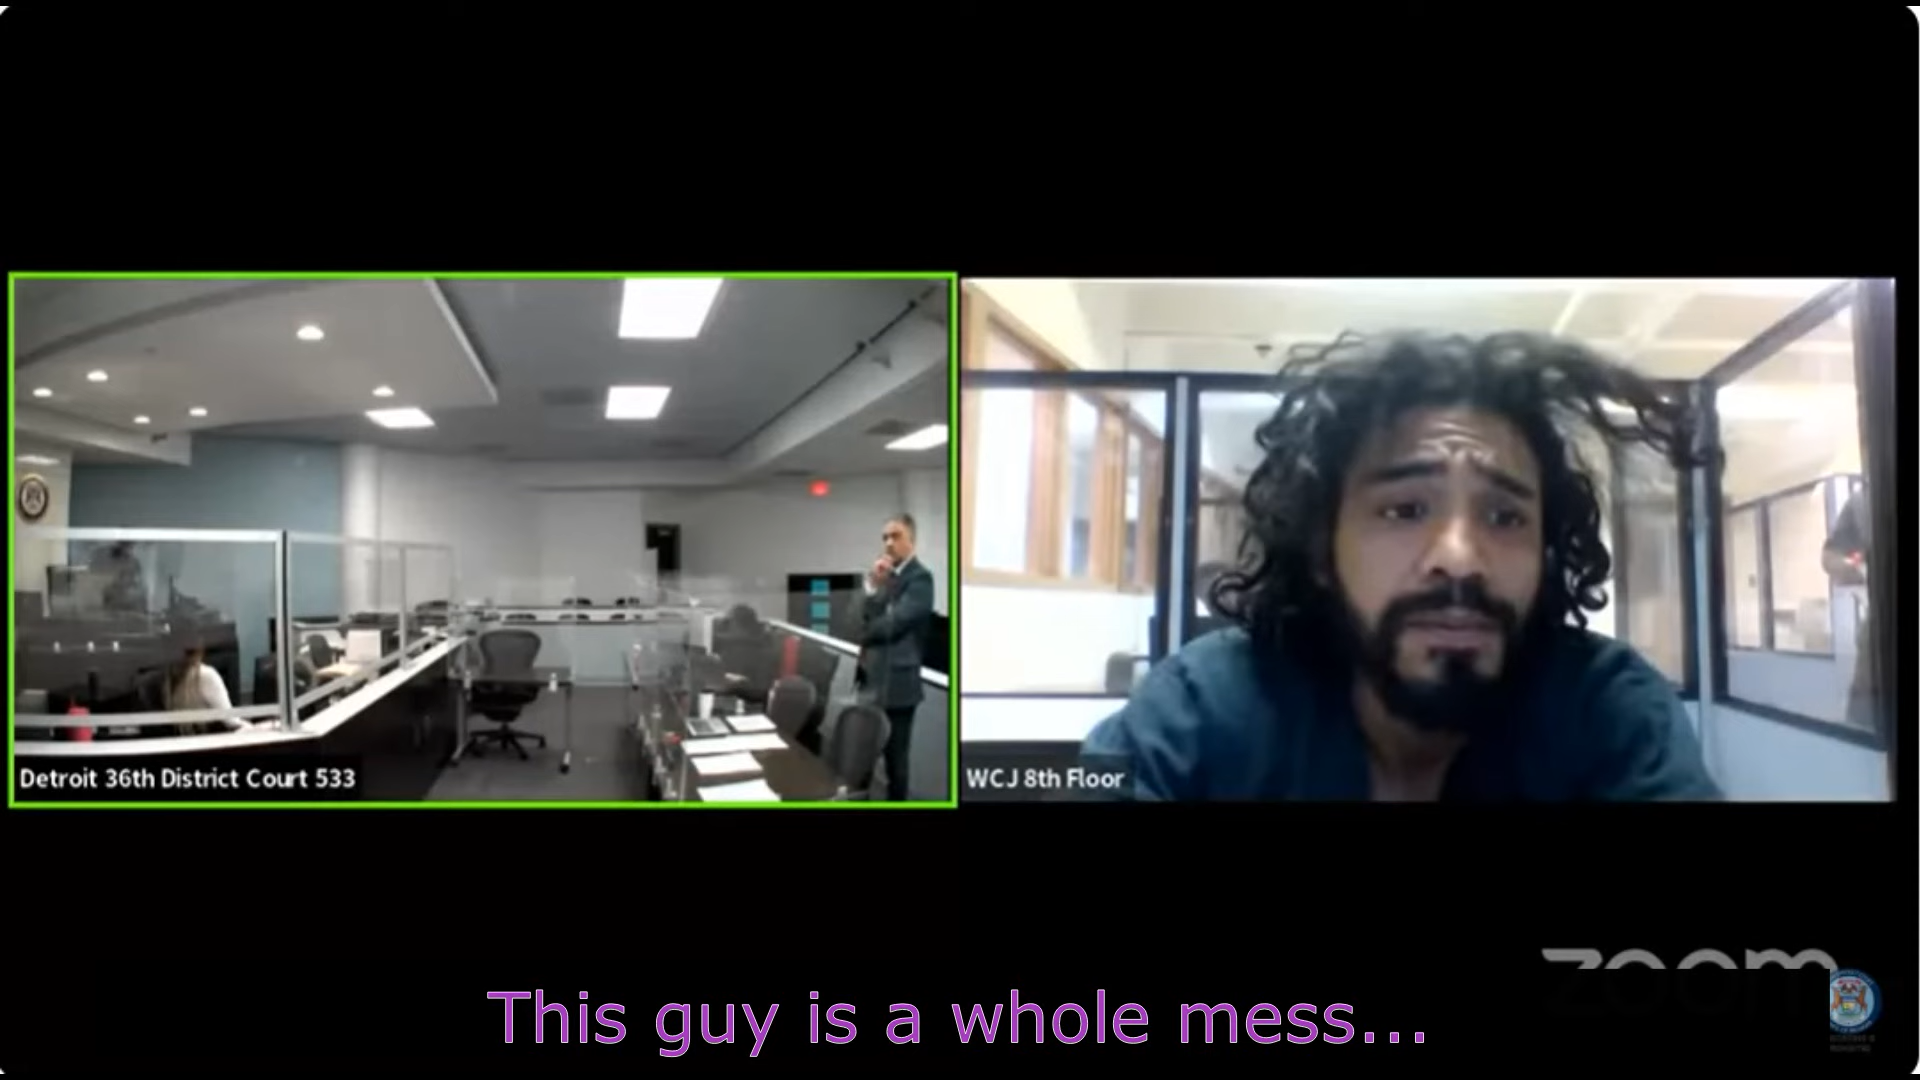 Detroit 36th District Court 533
WCJ 8th Floor
zoom
This guy is a whole mess...